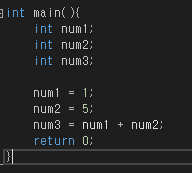 int main(){
    int num1;
    int num2;
    int num3;

    num1 = 1;
    num2 = 5;
    num3 = num1 + num2;
    return 0;
}